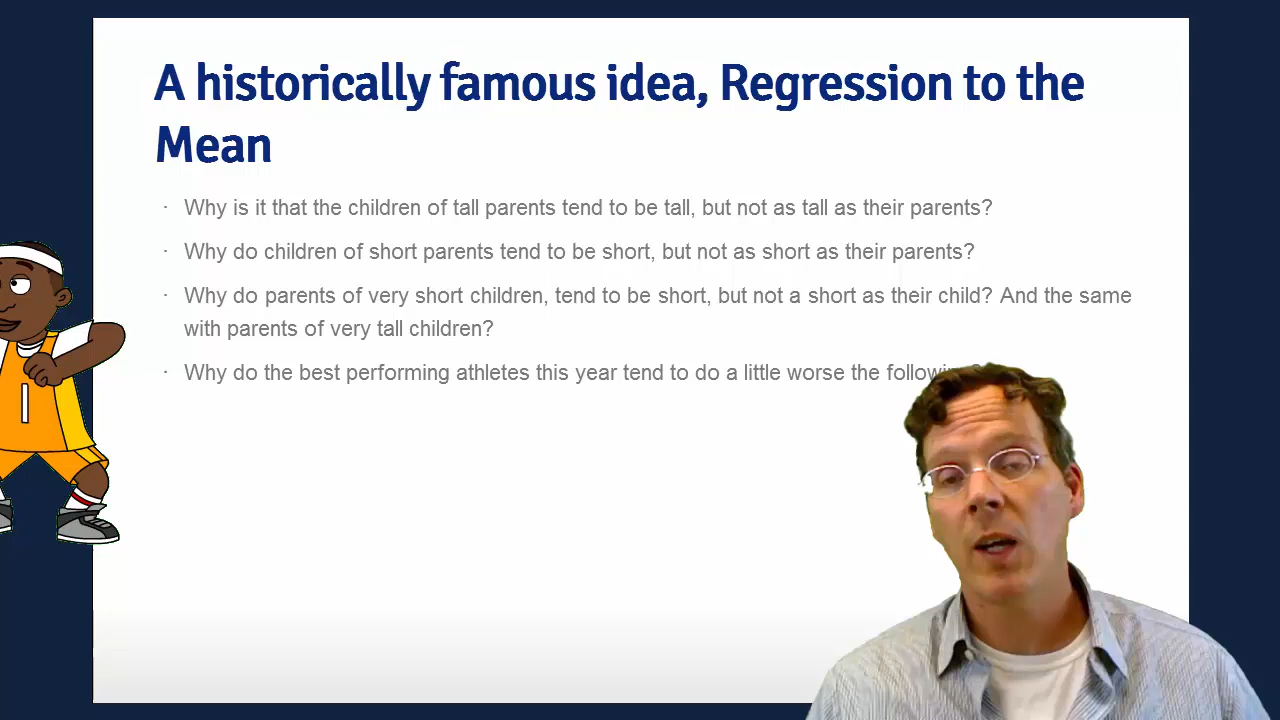 A historically famous idea, Regression to the
Mean
· Why is it that the children of tall parents tend to be tall, but not as tall as their parents?
· Why do children of short parents tend to be short, but not as short as their parents?
· Why do parents of very short children, tend to be short, but not a short as their child? And the same
with parents of very tall children?
· Why do the best performing athletes this year tend to do a little worse the
1